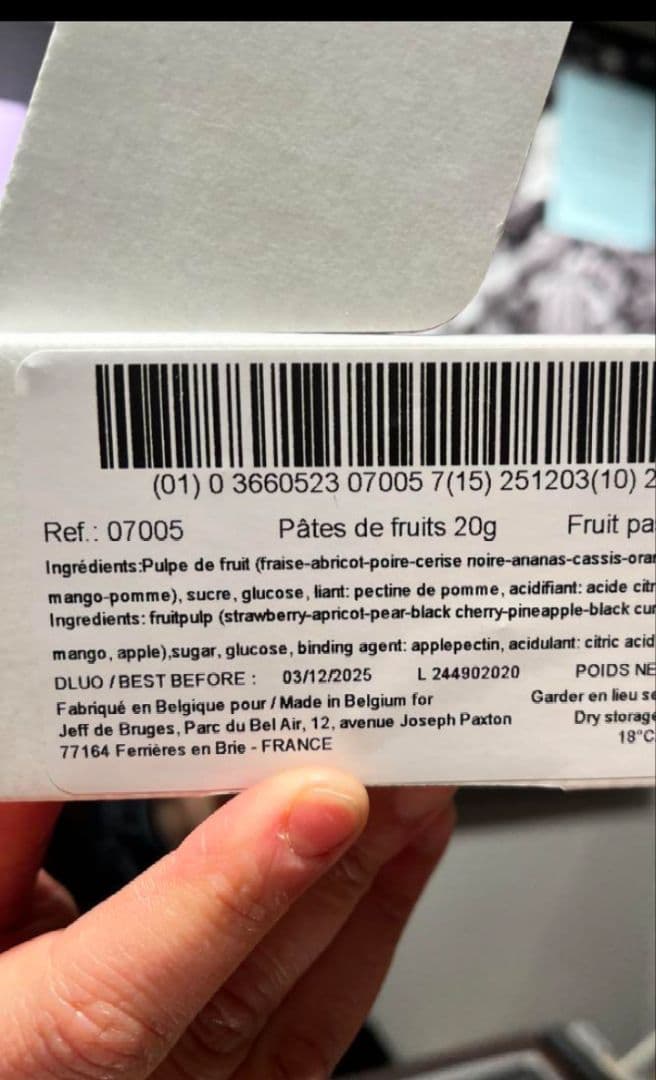 (01) 0 3660523 07005 7(15) 251203(10) 2
Ref.: 07005 Pâtes de fruits 20g Fruit pa
Ingrédients:Pulpe de fruit (fraise-abricot-poire-cerise noire-ananas-cassis-oran
mango-pomme), sucre, glucose, liant: pectine de pomme, acidifiant: acide citr
Ingredients: fruitpulp (strawberry-apricot-pear-black cherry-pineapple-black cur
mango, apple),sugar, glucose, binding agent: applepectin, acidulant: citric acid
DLUO / BEST BEFORE : 03/12/2025 L 244902020 POIDS NE
Fabriqué en Belgique pour / Made in Belgium for Garder en lieu se
Jeff de Bruges, Parc du Bel Air, 12, avenue Joseph Paxton Dry storage
77164 Ferrières en Brie - FRANCE 18°C